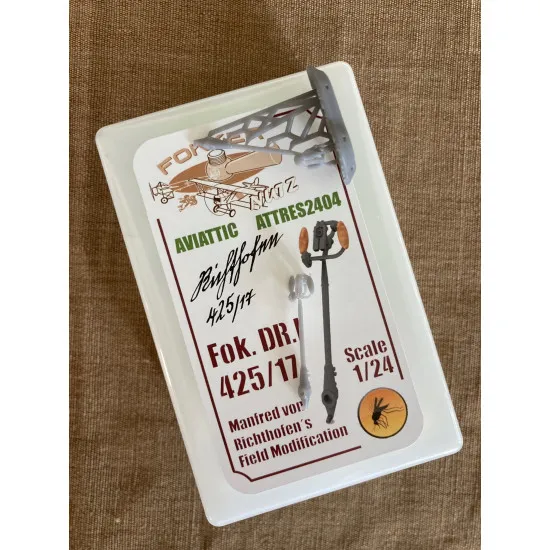 AVIATTIC ATTRES2404
Richthofen
425/17
Fok. DR.I
425/17
Scale
1/24
Manfred von
Richthofen's
Field Modification